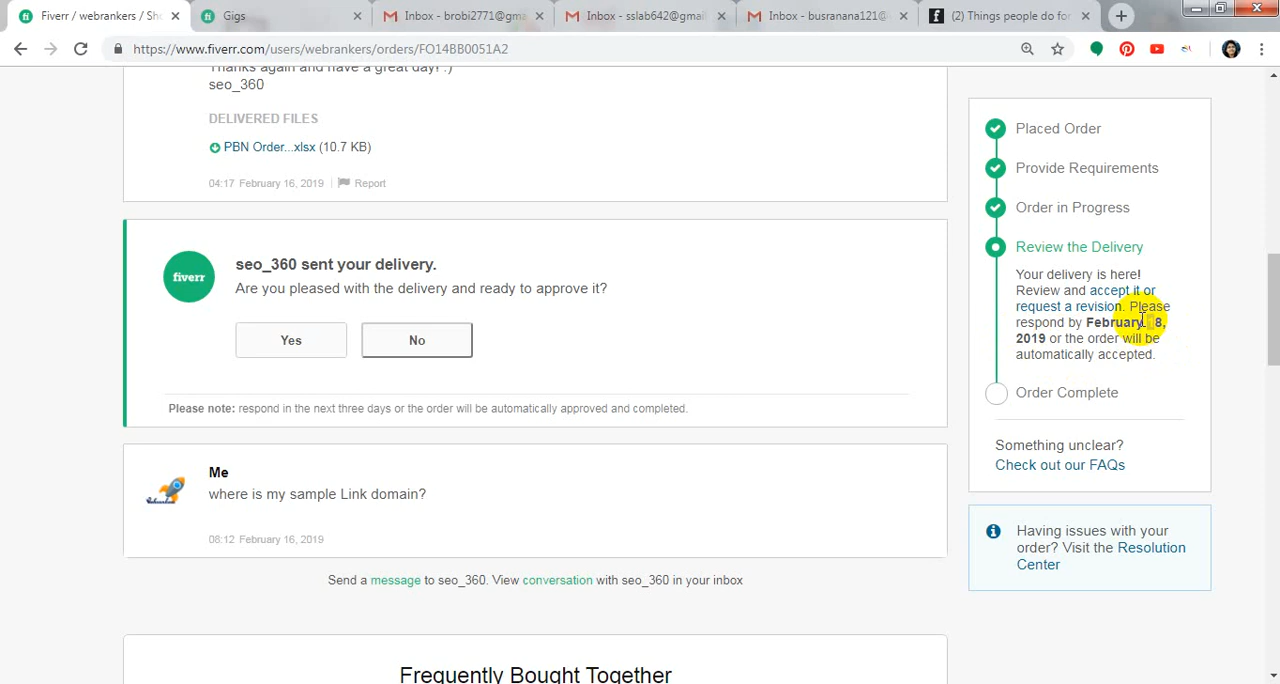 Fiverr / webrankers / Sho
Gigs
Inbox - brobi2771@gma
Inbox - sslab642@gmai
Inbox - busranana121@
(2) Things people do for
https://www.fiverr.com/users/webrankers/orders/FO14BB0051A2
Thanks again and have a great day! :)
seo_360
DELIVERED FILES
PBN Order...xlsx (10.7 KB)
04:17 February 16, 2019
Report
fiverr
seo_360 sent your delivery.
Are you pleased with the delivery and ready to approve it?
Yes
No
Please note: respond in the next three days or the order will be automatically approved and completed.
Me
where is my sample Link domain?
08:12 February 16, 2019
Send a message to seo_360. View conversation with seo_360 in your inbox
Frequently Bought Together
Placed Order
Provide Requirements
Order in Progress
Review the Delivery
Your delivery is here!
Review and accept it or
request a revision. Please
respond by February
2019 or the order will be
automatically accepted.
Order Complete
Something unclear?
Check out our FAQs
Having issues with your
order? Visit the Resolution
Center